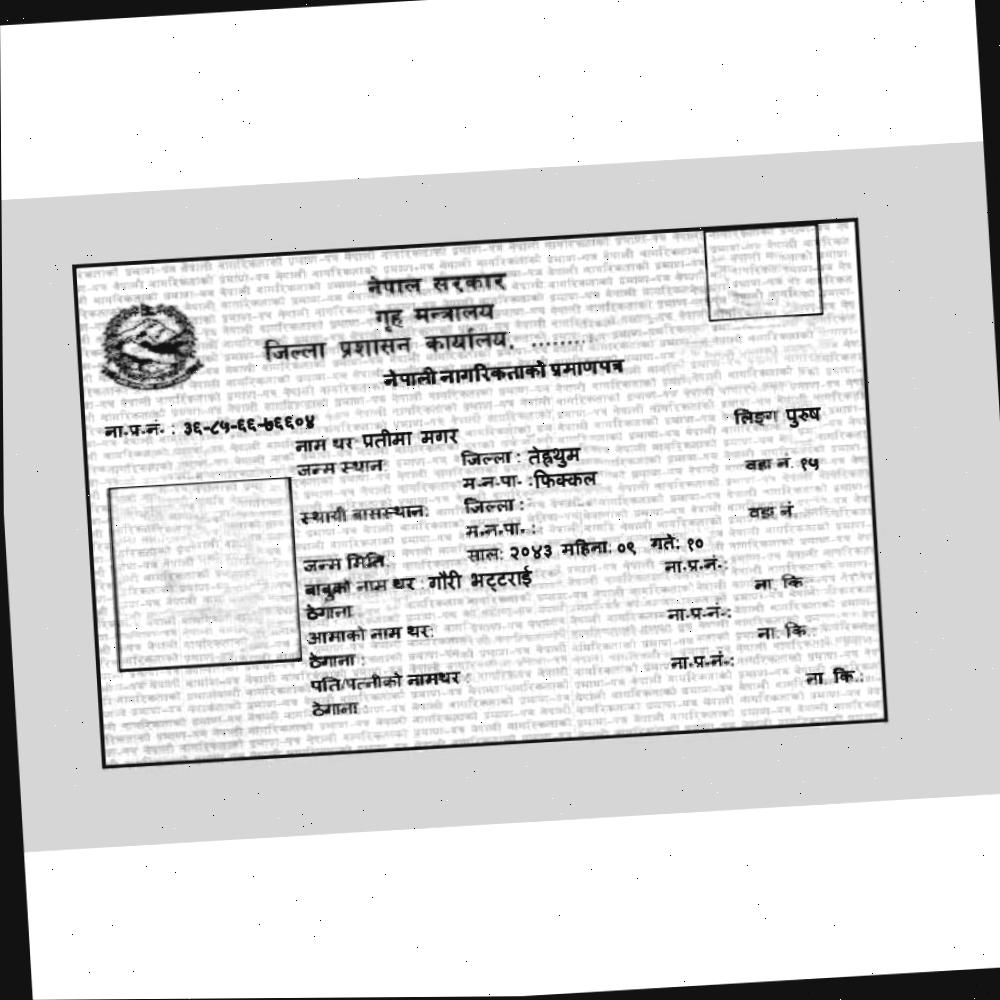 नेपाल सरकार
गृह मन्त्रालय
जिल्ला प्रशासन कार्यालय, ........
नेपाली नागरिकताको प्रमाणपत्र
ना.प्र.नं. : ३६-८५-६६-७६६०४
लिङ्ग पुरुष
नाम थर प्रतीमा मगर
जन्म स्थान: जिल्ला : तेह्रथुम
म.न.पा. :फिक्कल वडा नं. १५
स्थायी बासस्थान: जिल्ला :
म.न.पा. : वडा नं.
जन्म मिति: साल: २०४३ महिना: ०९ गते: १०
बाबुको नाम थर : गौरी भट्टराई ना.प्र.नं.:
ठेगाना ना. कि.
आमाको नाम थर: ना.प्र.नं.:
ठेगाना : ना. कि.:
पति/पत्नीको नामथर : ना.प्र.नं.:
ठेगाना : ना. कि.: